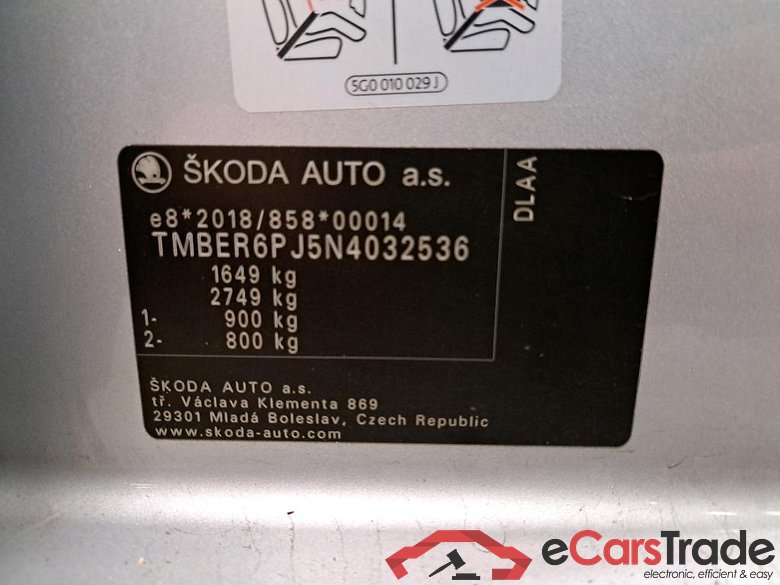 5G0 010 029 J
ŠKODA AUTO a.s.
DLAA
e8*2018/858*00014
TMBER6PJ5N4032536
1649 kg
2749 kg
1- 900 kg
2- 800 kg
ŠKODA AUTO a.s.
tř. Václava Klementa 869
29301 Mladá Boleslav, Czech Republic
www.skoda-auto.com
eCarsTrade
electronic, efficient & easy